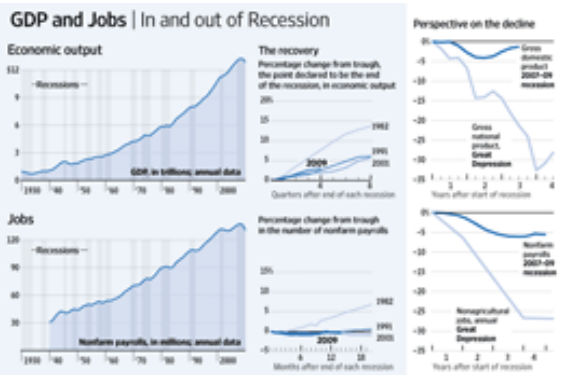 GDP and Jobs | In and out of Recession
Economic output
$12
9
6
3
0
—Recessions—
GDP, in trillions; annual data
1930 '40 '50 '60 '70 '80 '90 2000
Jobs
120
90
60
30
—Recessions—
Nonfarm payrolls, in millions; annual data
1930 '40 '50 '60 '70 '80 '90 2000
The recovery
Percentage change from trough,
the point declared to be the end
of the recession, in economic output
20%
15
10
5
0
1982
1991
2001
2009
4
8
Quarters after end of each recession
Percentage change from trough
in the number of nonfarm payrolls
15%
10
5
0
-5
1982
1991
2001
2009
6 12 18
Months after end of each recession
Perspective on the decline
0%
-5
-10
-15
-20
-25
-30
-35
Gross
domestic
product
2007-09
recession
Gross
national
product,
Great
Depression
1 2 3 4
Years after start of recession
0%
-5
-10
-15
-20
-25
-30
-35
Nonfarm
payrolls
2007-09
recession
Nonagricultural
jobs, annual
Great
Depression
1 2 3 4
Years after start of recession